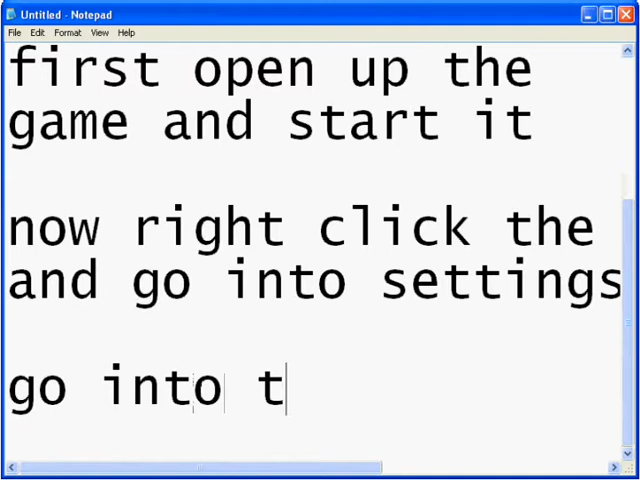 Untitled - Notepad
File Edit Format View Help
first open up the
game and start it
now right click the
and go into settings
go into t